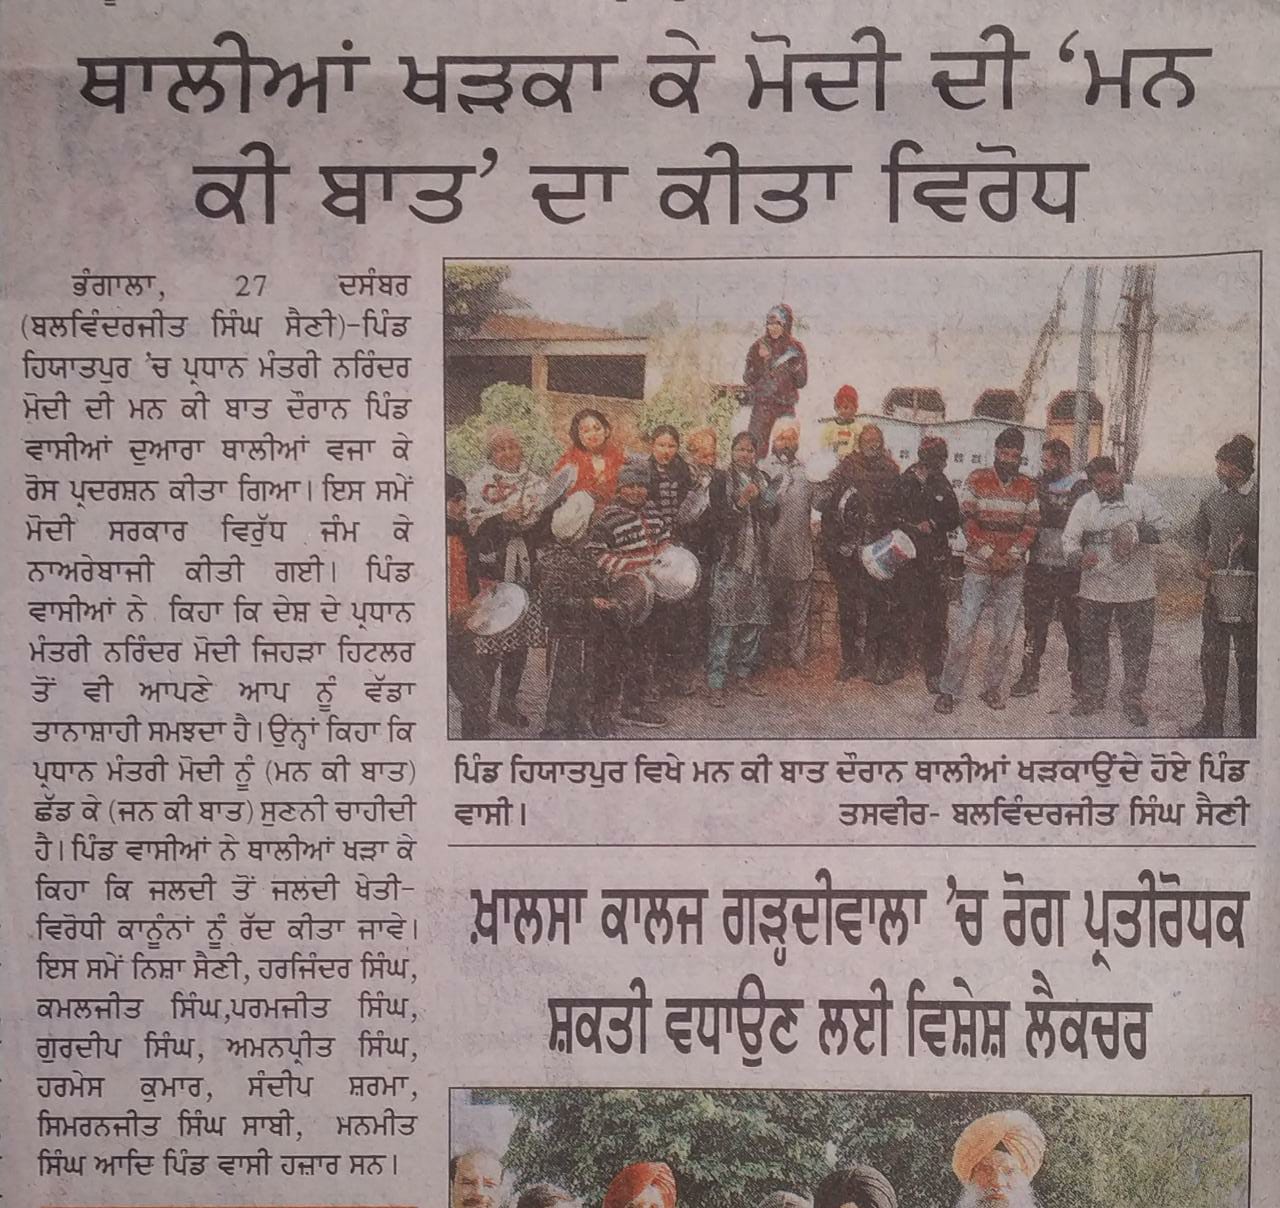 ਥਾਲੀਆਂ ਖੜਕਾ ਕੇ ਮੋਦੀ ਦੀ ‘ਮਨ
ਕੀ ਬਾਤ’ ਦਾ ਕੀਤਾ ਵਿਰੋਧ
ਭੰਗਾਲਾ, 27 ਦਸੰਬਰ
(ਬਲਵਿੰਦਰਜੀਤ ਸਿੰਘ ਸੈਣੀ)-ਪਿੰਡ
ਹਿਯਾਤਪੁਰ ’ਚ ਪ੍ਰਧਾਨ ਮੰਤਰੀ ਨਰਿੰਦਰ
ਮੋਦੀ ਦੀ ਮਨ ਕੀ ਬਾਤ ਦੌਰਾਨ ਪਿੰਡ
ਵਾਸੀਆਂ ਦੁਆਰਾ ਥਾਲੀਆਂ ਵਜਾ ਕੇ
ਰੋਸ ਪ੍ਰਦਰਸ਼ਨ ਕੀਤਾ ਗਿਆ। ਇਸ ਸਮੇਂ
ਮੋਦੀ ਸਰਕਾਰ ਵਿਰੁੱਧ ਜੰਮ ਕੇ
ਨਾਅਰੇਬਾਜੀ ਕੀਤੀ ਗਈ। ਪਿੰਡ
ਵਾਸੀਆਂ ਨੇ ਕਿਹਾ ਕਿ ਦੇਸ਼ ਦੇ ਪ੍ਰਧਾਨ
ਮੰਤਰੀ ਨਰਿੰਦਰ ਮੋਦੀ ਜਿਹੜਾ ਹਿਟਲਰ
ਤੋਂ ਵੀ ਆਪਣੇ ਆਪ ਨੂੰ ਵੱਡਾ
ਤਾਨਾਸ਼ਾਹੀ ਸਮਝਦਾ ਹੈ। ਉਨ੍ਹਾਂ ਕਿਹਾ ਕਿ
ਪ੍ਰਧਾਨ ਮੰਤਰੀ ਮੋਦੀ ਨੂੰ (ਮਨ ਕੀ ਬਾਤ)
ਛੱਡ ਕੇ (ਜਨ ਕੀ ਬਾਤ) ਸੁਣਨੀ ਚਾਹੀਦੀ
ਹੈ। ਪਿੰਡ ਵਾਸੀਆਂ ਨੇ ਥਾਲੀਆਂ ਖੜਾ ਕੇ
ਕਿਹਾ ਕਿ ਜਲਦੀ ਤੋਂ ਜਲਦੀ ਖੇਤੀ-
ਵਿਰੋਧੀ ਕਾਨੂੰਨਾਂ ਨੂੰ ਰੱਦ ਕੀਤਾ ਜਾਵੇ।
ਇਸ ਸਮੇਂ ਨਿਸ਼ਾ ਸੈਣੀ, ਹਰਜਿੰਦਰ ਸਿੰਘ,
ਕਮਲਜੀਤ ਸਿੰਘ,ਪਰਮਜੀਤ ਸਿੰਘ,
ਗੁਰਦੀਪ ਸਿੰਘ, ਅਮਨਪ੍ਰੀਤ ਸਿੰਘ,
ਹਰਮੇਸ ਕੁਮਾਰ, ਸੰਦੀਪ ਸ਼ਰਮਾ,
ਸਿਮਰਨਜੀਤ ਸਿੰਘ ਸਾਬੀ, ਮਨਮੀਤ
ਸਿੰਘ ਆਦਿ ਪਿੰਡ ਵਾਸੀ ਹਜ਼ਾਰ ਸਨ।
ਪਿੰਡ ਹਿਯਾਤਪੁਰ ਵਿਖੇ ਮਨ ਕੀ ਬਾਤ ਦੌਰਾਨ ਥਾਲੀਆਂ ਖੜਕਾਉਂਦੇ ਹੋਏ ਪਿੰਡ
ਵਾਸੀ। ਤਸਵੀਰ- ਬਲਵਿੰਦਰਜੀਤ ਸਿੰਘ ਸੈਣੀ
ਖ਼ਾਲਸਾ ਕਾਲਜ ਗੜ੍ਹਦੀਵਾਲਾ ’ਚ ਰੋਗ ਪ੍ਰਤੀਰੋਧਕ
ਸ਼ਕਤੀ ਵਧਾਉਣ ਲਈ ਵਿਸ਼ੇਸ਼ ਲੈਕਚਰ